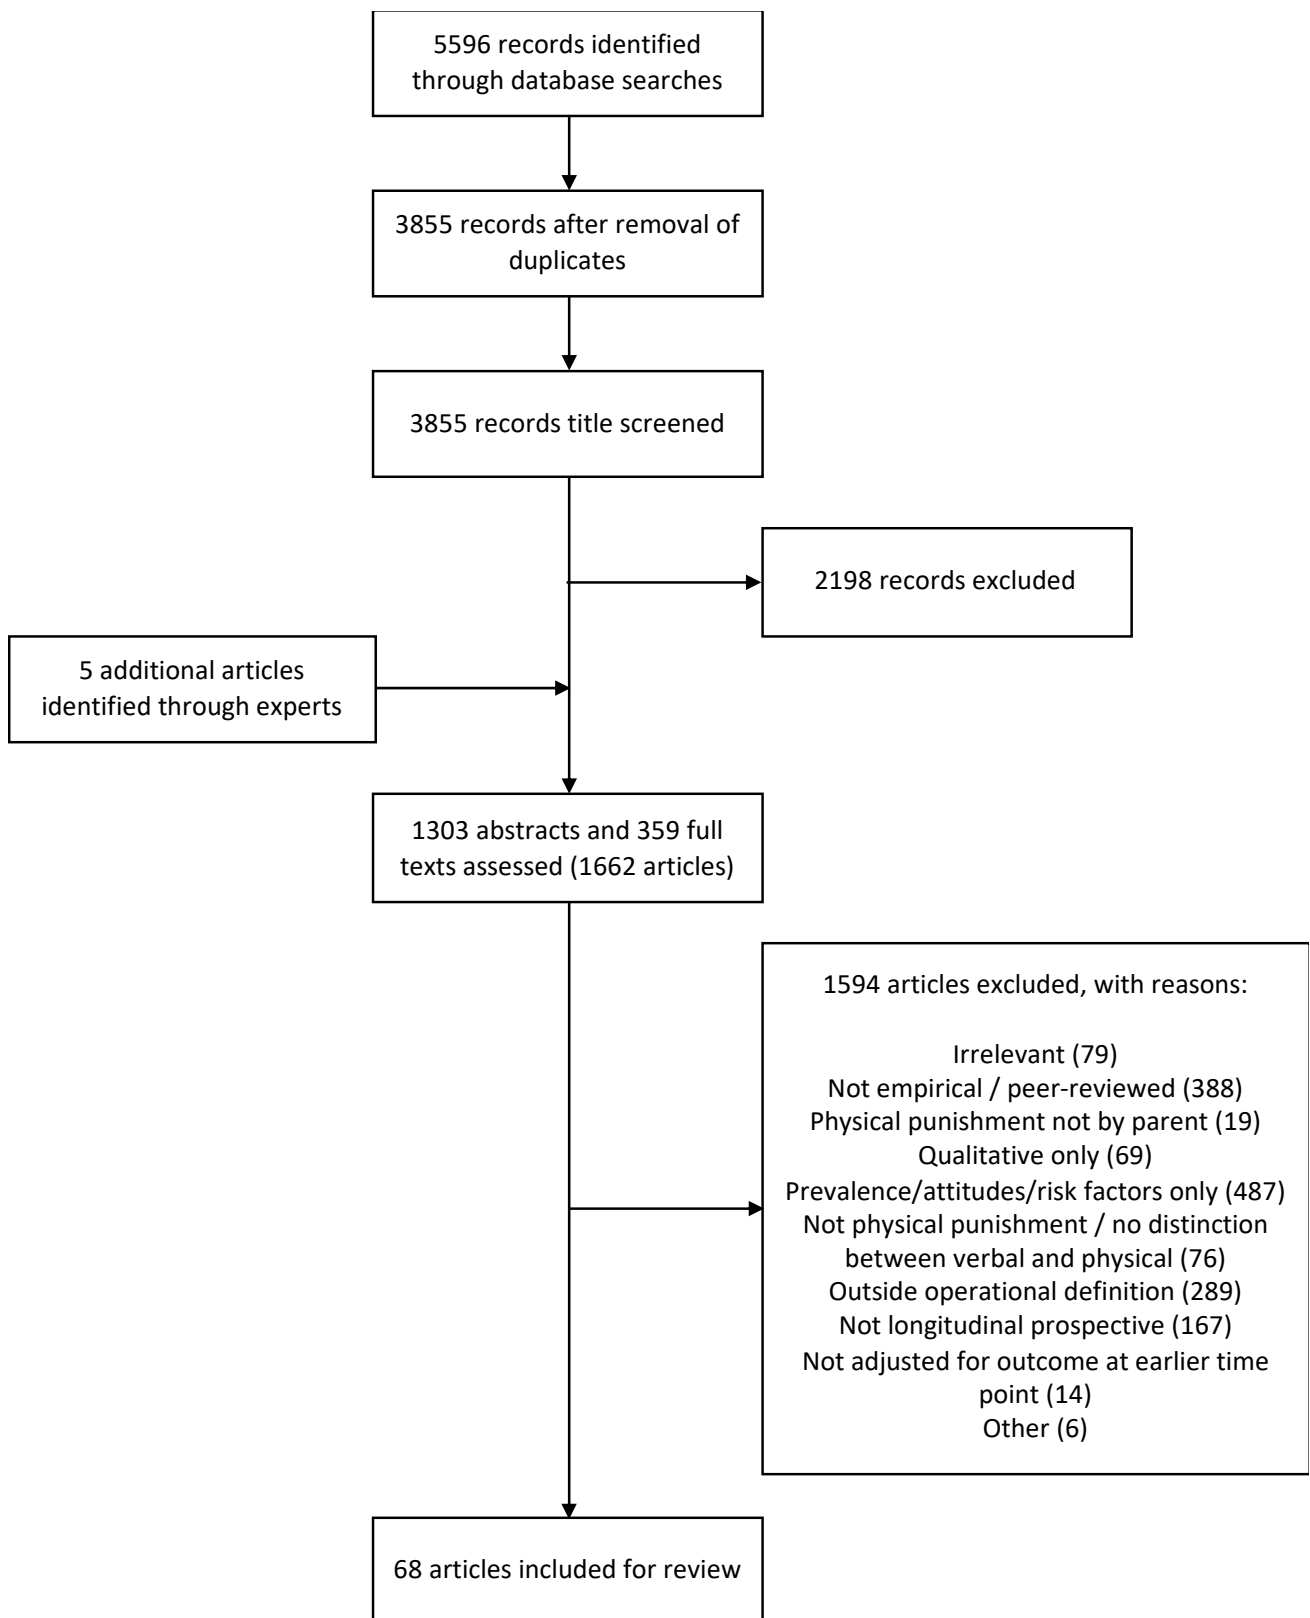 5596 records identified
through database searches
3855 records after removal of
duplicates
3855 records title screened
2198 records excluded
5 additional articles
identified through experts
1303 abstracts and 359 full
texts assessed (1662 articles)
1594 articles excluded, with reasons:
Irrelevant (79)
Not empirical / peer-reviewed (388)
Physical punishment not by parent (19)
Qualitative only (69)
Prevalence/attitudes/risk factors only (487)
Not physical punishment / no distinction
between verbal and physical (76)
Outside operational definition (289)
Not longitudinal prospective (167)
Not adjusted for outcome at earlier time
point (14)
Other (6)
68 articles included for review